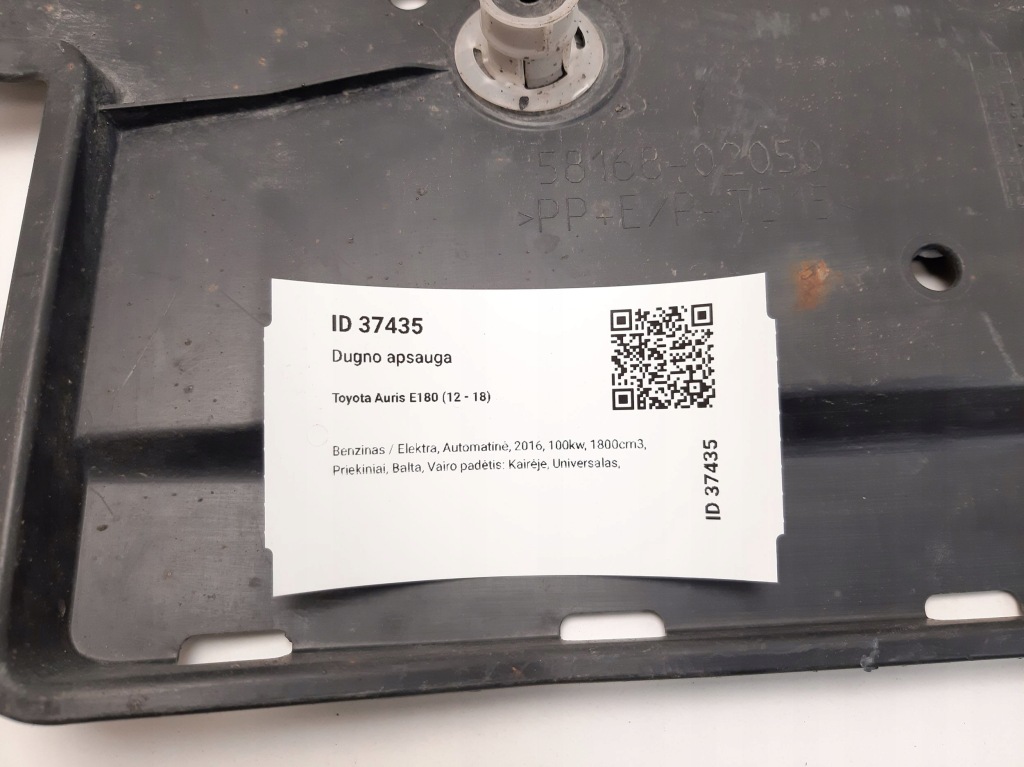 58168-02050
>PP+E/P-TD
ID 37435
Dugno apsauga
Toyota Auris E180 (12 - 18)
Benzinas / Elektra, Automatinė, 2016, 100kw, 1800cm3,
Priekiniai, Balta, Vairo padėtis: Kairėje, Universalas,
ID 37435